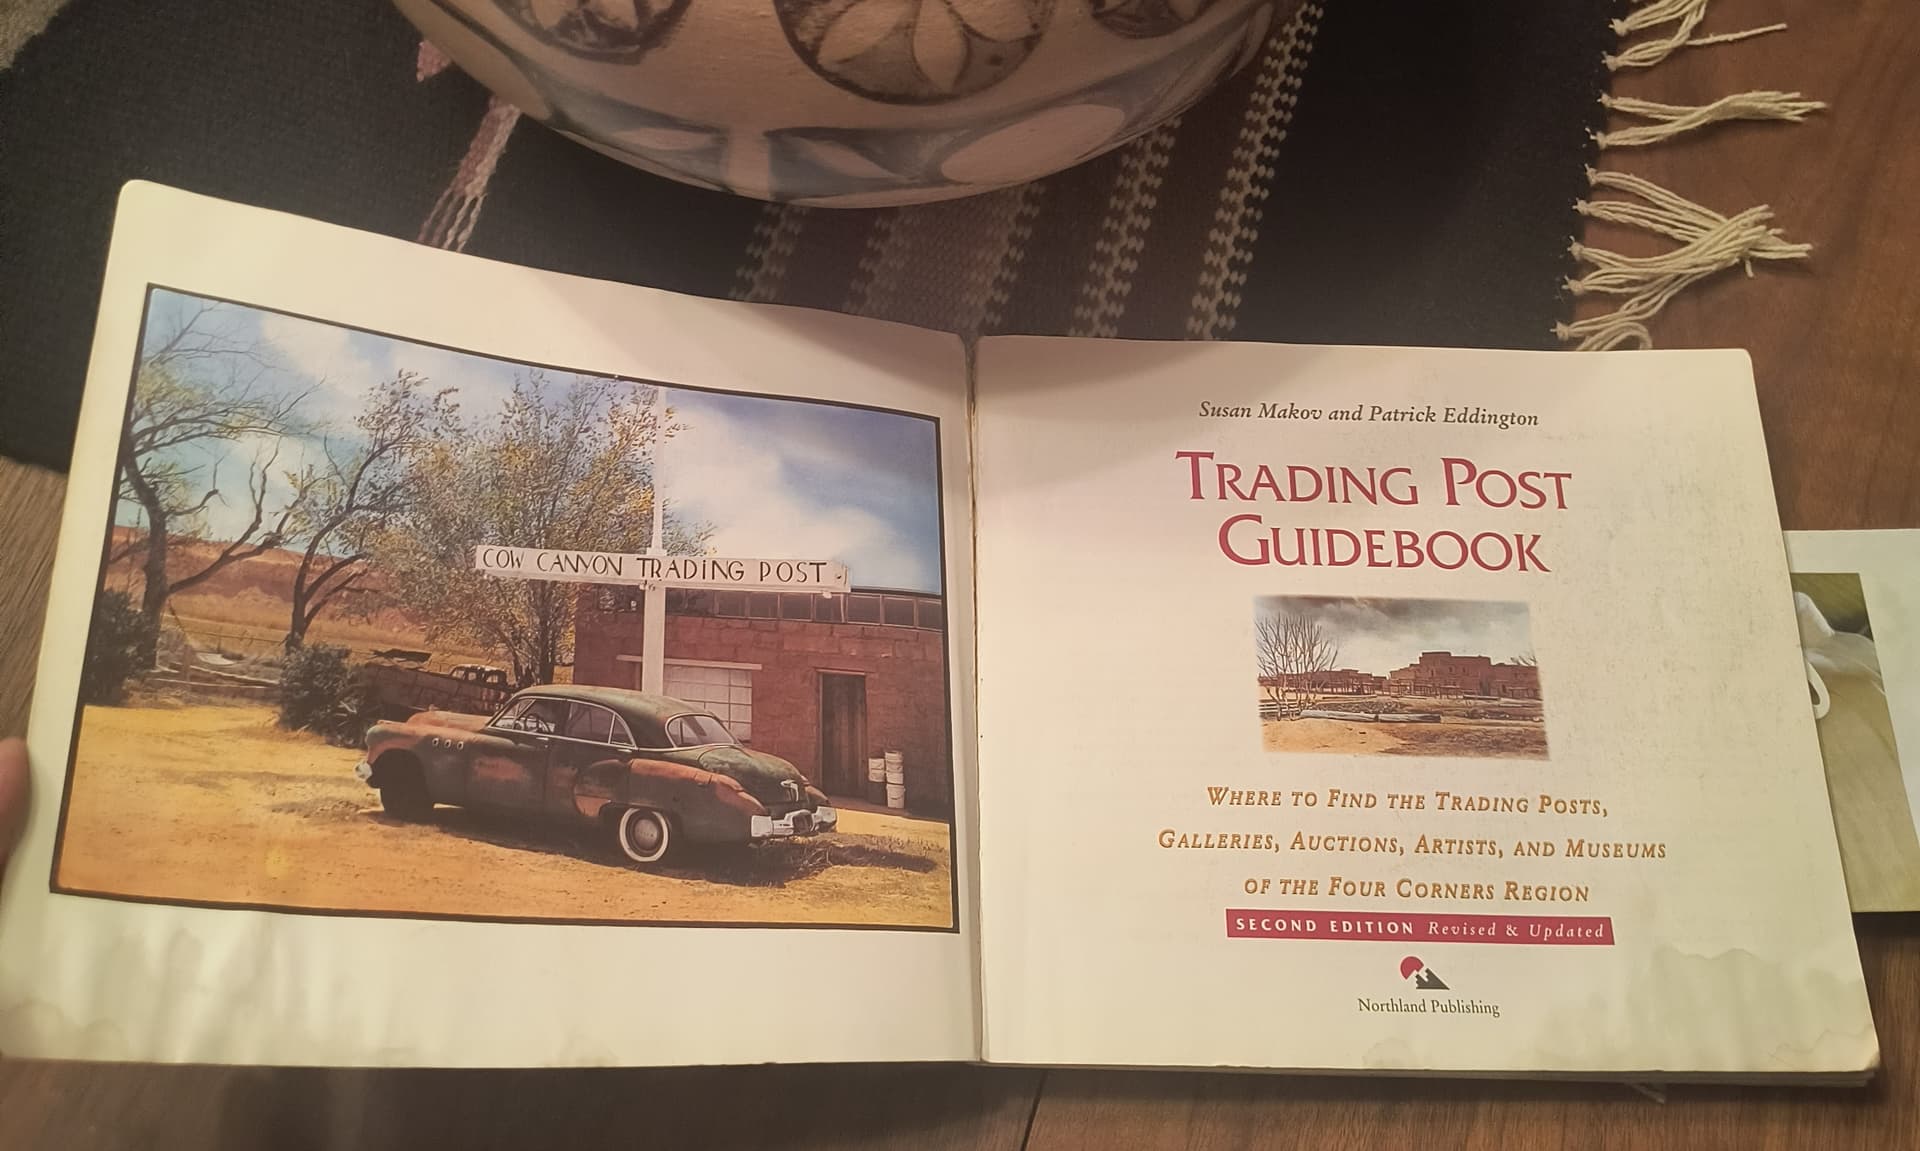 COW CANYON TRADING POST
Susan Makov and Patrick Eddington
TRADING POST
GUIDEBOOK
WHERE TO FIND THE TRADING POSTS,
GALLERIES, AUCTIONS, ARTISTS, AND MUSEUMS
OF THE FOUR CORNERS REGION
SECOND EDITION Revised & Updated
Northland Publishing